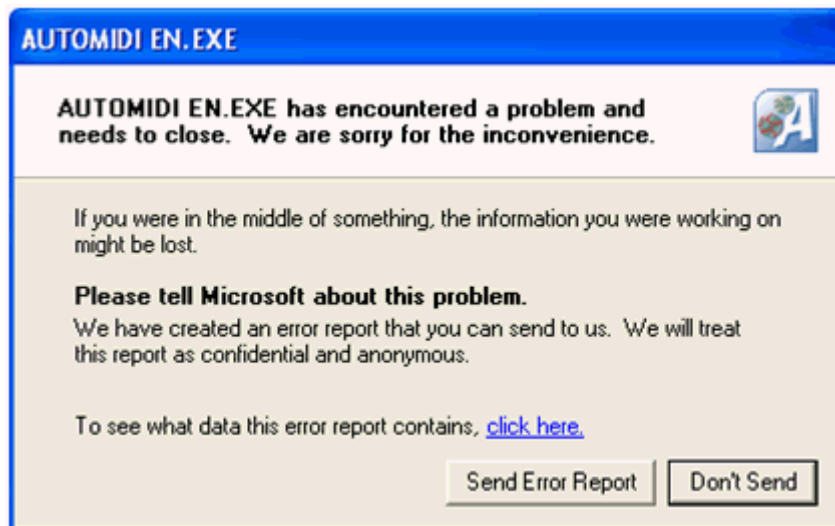 AUTOMIDI EN.EXE
AUTOMIDI EN.EXE has encountered a problem and
needs to close.  We are sorry for the inconvenience.
If you were in the middle of something, the information you were working on
might be lost.
Please tell Microsoft about this problem.
We have created an error report that you can send to us.  We will treat
this report as confidential and anonymous.
To see what data this error report contains, click here.
Send Error Report
Don't Send